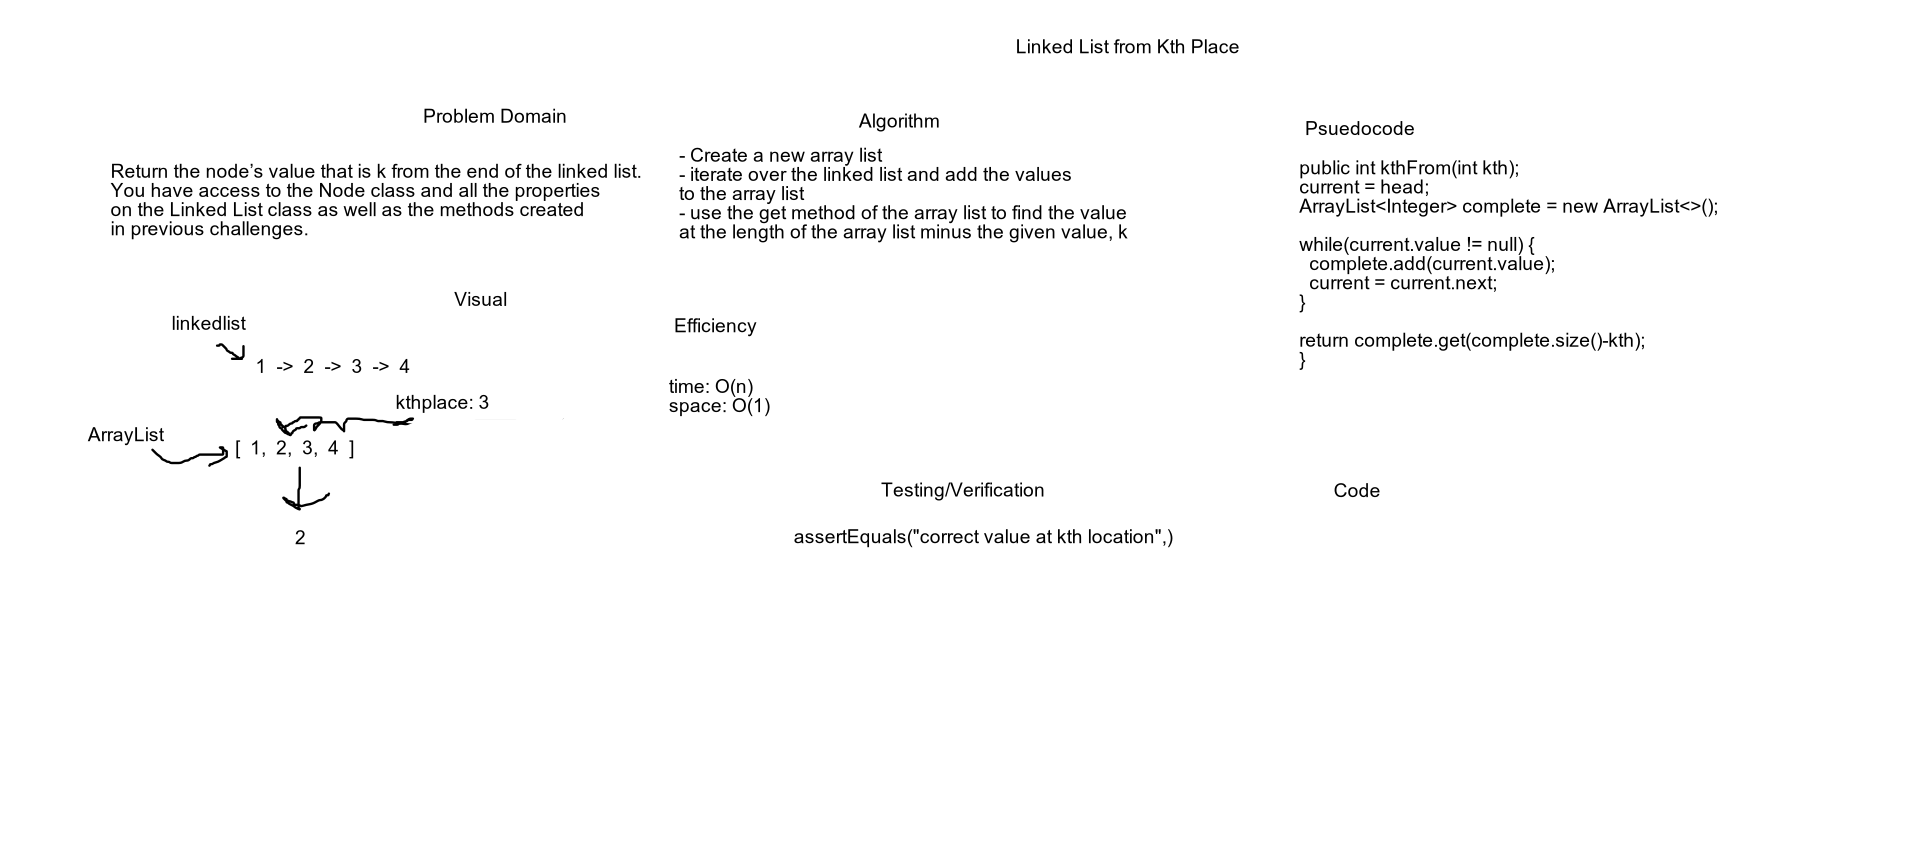 Linked List from Kth Place
Problem Domain
Return the node’s value that is k from the end of the linked list.
You have access to the Node class and all the properties
on the Linked List class as well as the methods created
in previous challenges.
Visual
linkedlist
1 -> 2 -> 3 -> 4
kthplace: 3
ArrayList
[ 1, 2, 3, 4 ]
2
Algorithm
- Create a new array list
- iterate over the linked list and add the values
to the array list
- use the get method of the array list to find the value
at the length of the array list minus the given value, k
Efficiency
time: O(n)
space: O(1)
Testing/Verification
assertEquals("correct value at kth location",)
Psuedocode
public int kthFrom(int kth);
current = head;
ArrayList<Integer> complete = new ArrayList<>();
while(current.value != null) {
complete.add(current.value);
current = current.next;
}
return complete.get(complete.size()-kth);
}
Code